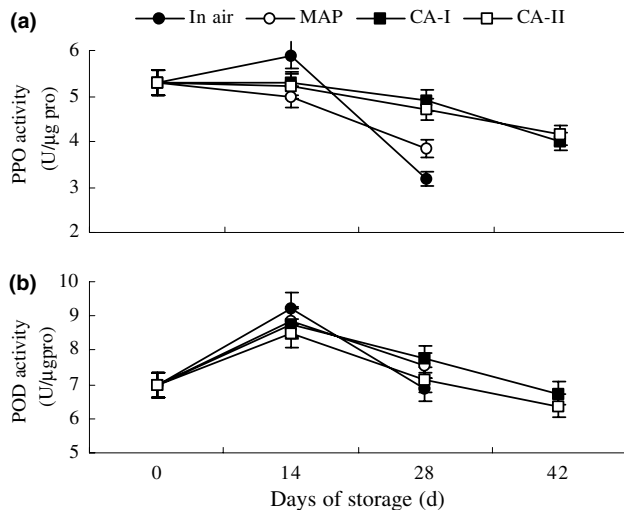 (a) In air MAP CA-I CA-II
6
5
4
3
2
PPO activity
(U/µg pro)
(b)
10
9
8
7
6
5
POD activity
(U/µgpro)
0 14 28 42
Days of storage (d)